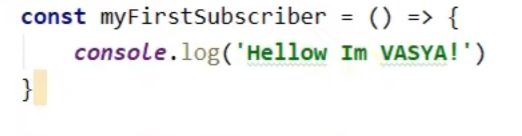 const myFirstSubscriber = () => {
    console.log('Hellow Im VASYA!')
}